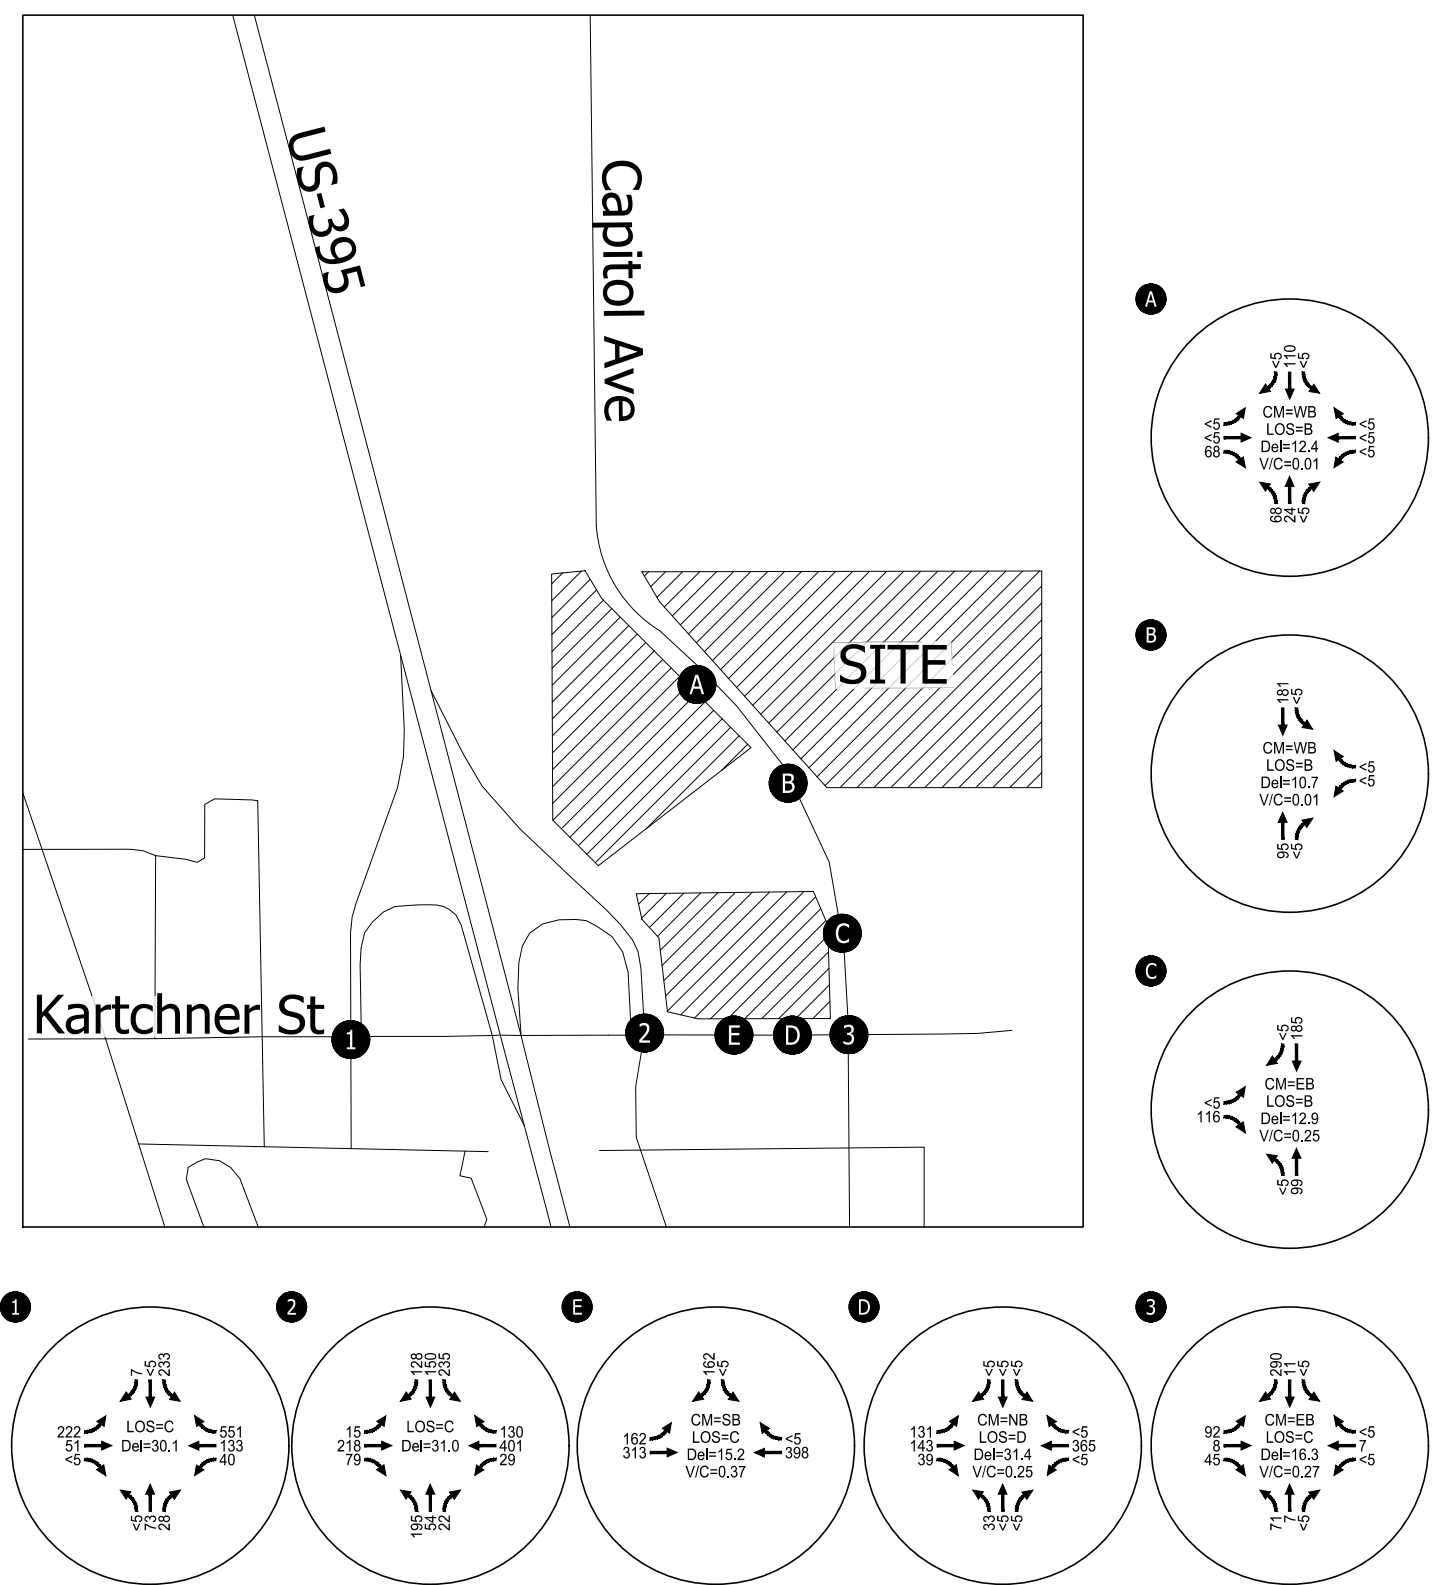 US-395
Capitol Ave
SITE
Kartchner St
A
B
C
1
2
E
D
3
A
<5 110 <5
<5
<5
68
CM=WB
LOS=B
Del=12.4
V/C=0.01
<5
<5
<5
68 24 <5
B
181 <5
CM=WB
LOS=B
Del=10.7
V/C=0.01
<5
<5
95 <5
C
<5 185
<5
116
CM=EB
LOS=B
Del=12.9
V/C=0.25
<5 99
1
7 <5 233
222
51
<5
LOS=C
Del=30.1
551
133
40
<5 73 28
2
128 150 235
15
218
79
LOS=C
Del=31.0
130
401
29
195 54 22
E
162 <5
162
313
CM=SB
LOS=C
Del=15.2
V/C=0.37
<5
398
D
<5 <5 <5
131
143
39
CM=NB
LOS=D
Del=31.4
V/C=0.25
<5
365
<5
33 <5 <5
3
290 11 <5
92
8
45
CM=EB
LOS=C
Del=16.3
V/C=0.27
<5
7
<5
71 7 <5